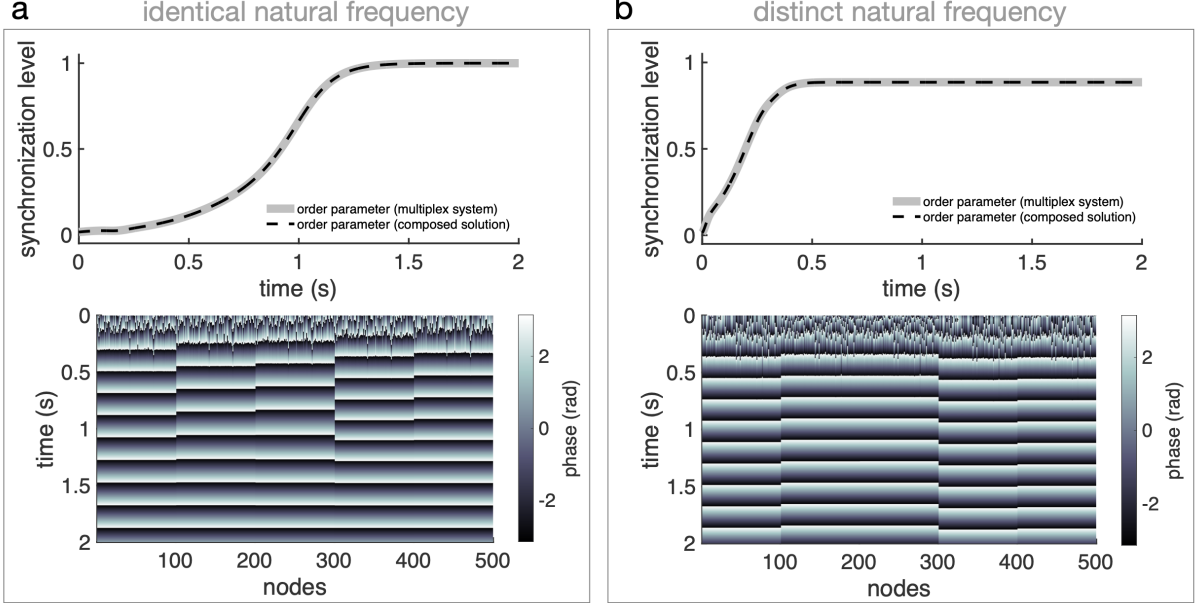 a
identical natural frequency
synchronization level
1
0.5
0
order parameter (multiplex system)
order parameter (composed solution)
0 0.5 1 1.5 2
time (s)
time (s)
0
0.5
1
1.5
2
100 200 300 400 500
nodes
2
0
-2
phase (rad)
b
distinct natural frequency
synchronization level
1
0.5
0
order parameter (multiplex system)
order parameter (composed solution)
0 0.5 1 1.5 2
time (s)
time (s)
0
0.5
1
1.5
2
100 200 300 400 500
nodes
2
0
-2
phase (rad)